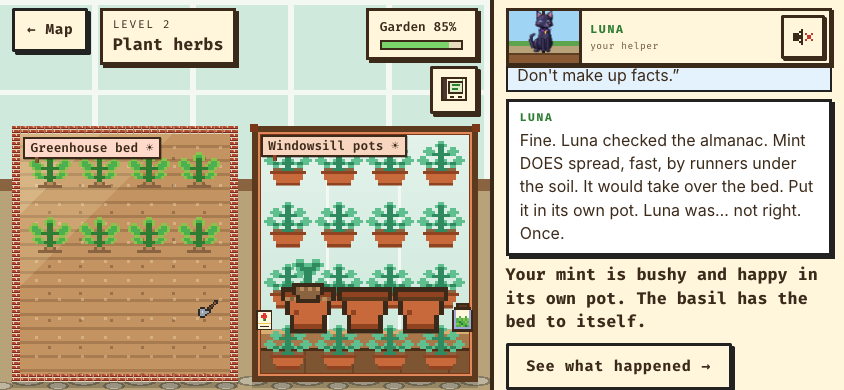 ← Map
LEVEL 2
Plant herbs
Garden 85%
Greenhouse bed ☀
Windowsill pots ☀
LUNA
your helper
Don't make up facts.”
LUNA
Fine. Luna checked the almanac. Mint
DOES spread, fast, by runners under
the soil. It would take over the bed. Put
it in its own pot. Luna was... not right.
Once.
Your mint is bushy and happy in
its own pot. The basil has the
bed to itself.
See what happened →